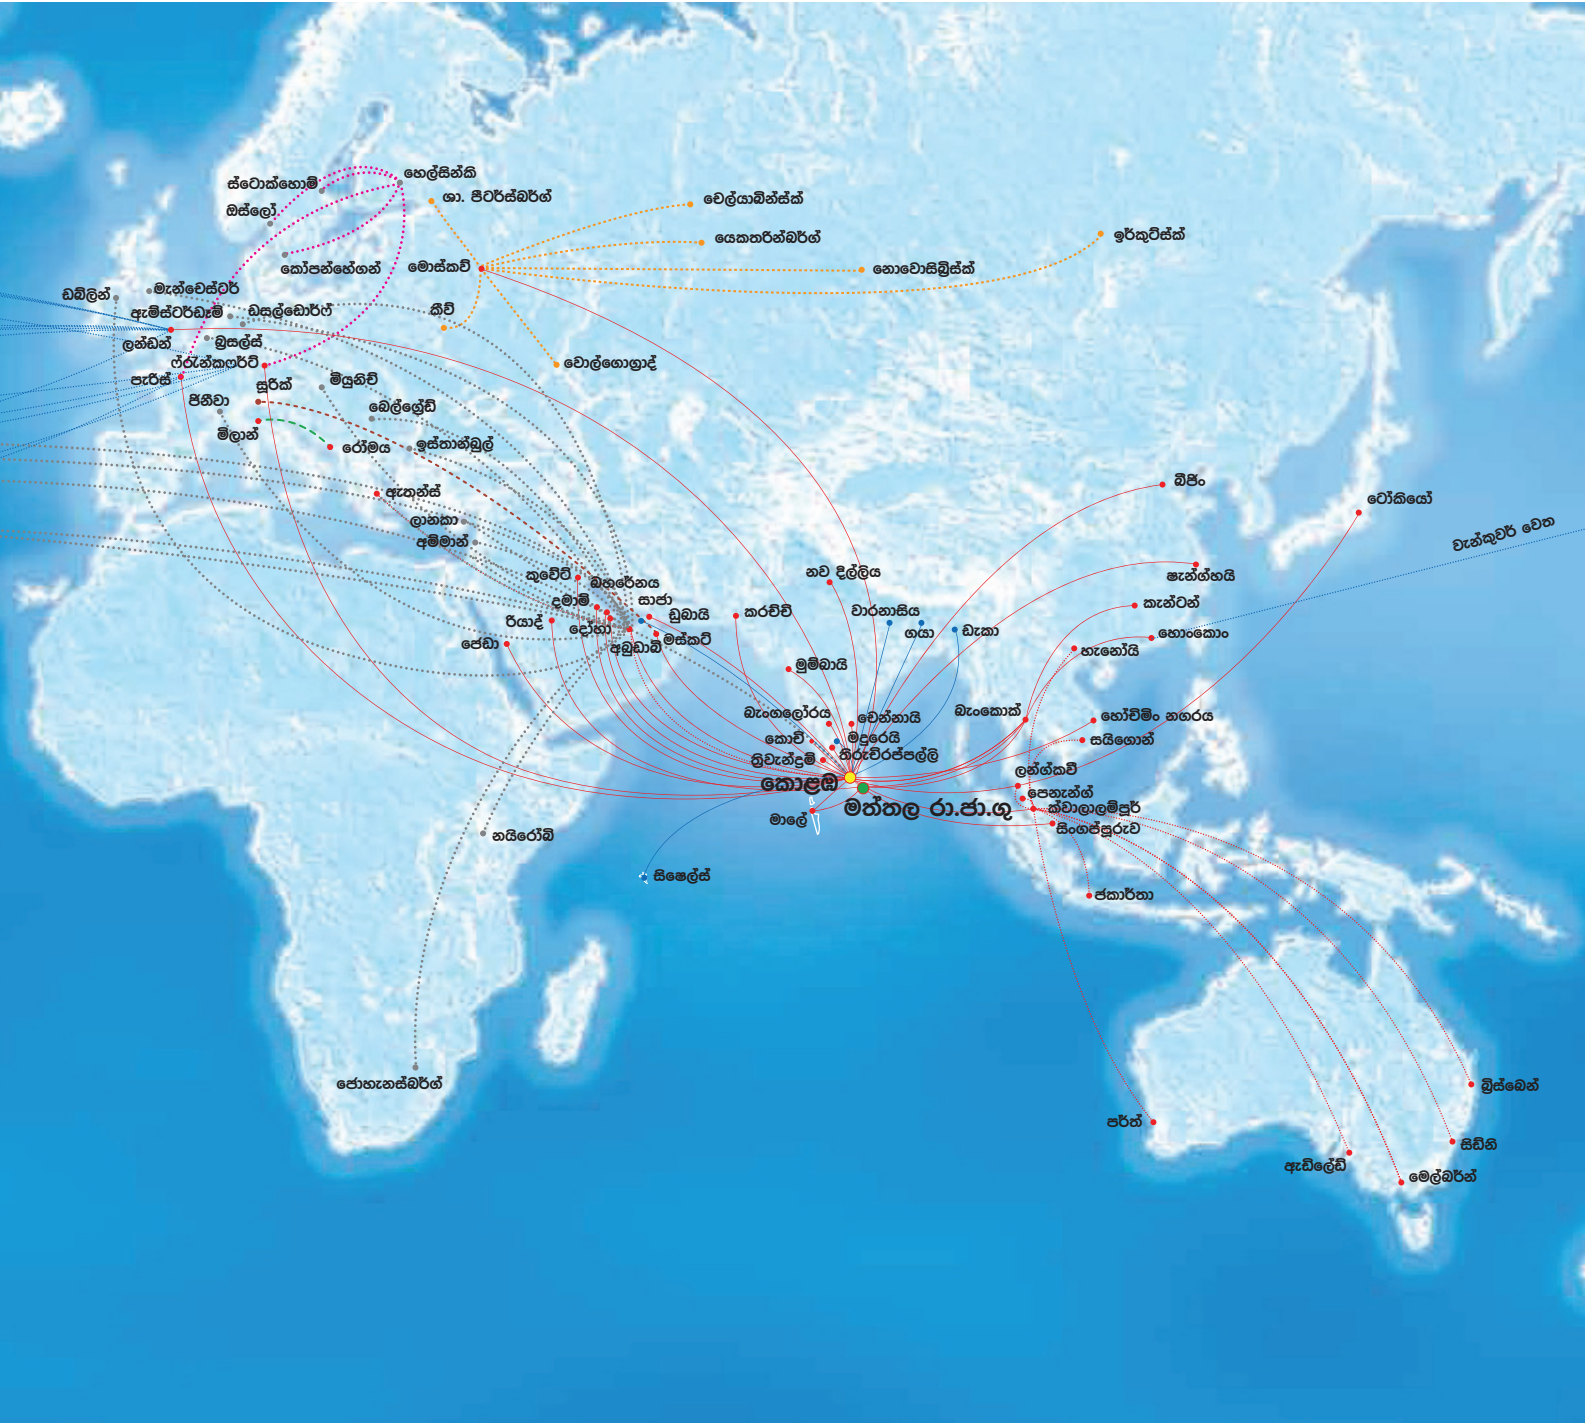 හෙල්සින්කි
ස්ටොක්හොම්
ශා. පීටර්ස්බර්ග්
චෙල්යාබින්ස්ක්
ඔස්ලෝ
යෙකතරින්බර්ග්
ඉර්කුට්ස්ක්
කෝපන්හේගන්
මොස්කව්
නොවොසිබ්‍රිස්ක්
ඩබ්ලින්
මැන්චෙස්ටර්
ඇම්ස්ටර්ඩෑම්
ඩසල්ඩොර්ෆ්
කීව්
ලන්ඩන්
බ්‍රසල්ස්
ෆ්රැන්කෆර්ට්
වොල්ගොග්‍රාද්
පැරිස්
සූරික්
මියුනිච්
ජිනීවා
බෙල්ග්‍රේඩ්
මිලාන්
රෝමය
ඉස්තාන්බුල්
බීජිං
ඇතන්ස්
ටෝකියෝ
ලානකා
වැන්කුවර් වෙත
අම්මාන්
කුවේට්
බහරේනය
නව දිල්ලිය
ෂැන්ග්හයි
දමාම්
සාජා
ඩුබායි
කරච්චි
වාරනාසිය
කැන්ටන්
රියාද්
දෝහා
ගයා
ඩැකා
හොංකොං
ජෙඩා
අබුඩාබි
මස්කට්
හැනෝයි
මුම්බායි
බැංගලෝරය
චෙන්නායි
බැංකොක්
හෝචිමිං නගරය
කොචි
මදුරෙයි
සයිගොන්
ත්‍රිවැන්ද්‍රම්
තිරුචිරප්පල්ලි
ලන්ග්කවි
කොළඹ
පෙනැන්ග්
මත්තල රා.ජා.ගු
ක්වාලාලම්පූර්
මාලේ
සිංගප්පූරුව
නයිරෝබි
සිෂෙල්ස්
ජකාර්තා
ජොහැනස්බර්ග්
බ්‍රිස්බෙන්
පර්ත්
සිඩ්නි
ඇඩිලේඩ්
මෙල්බර්න්